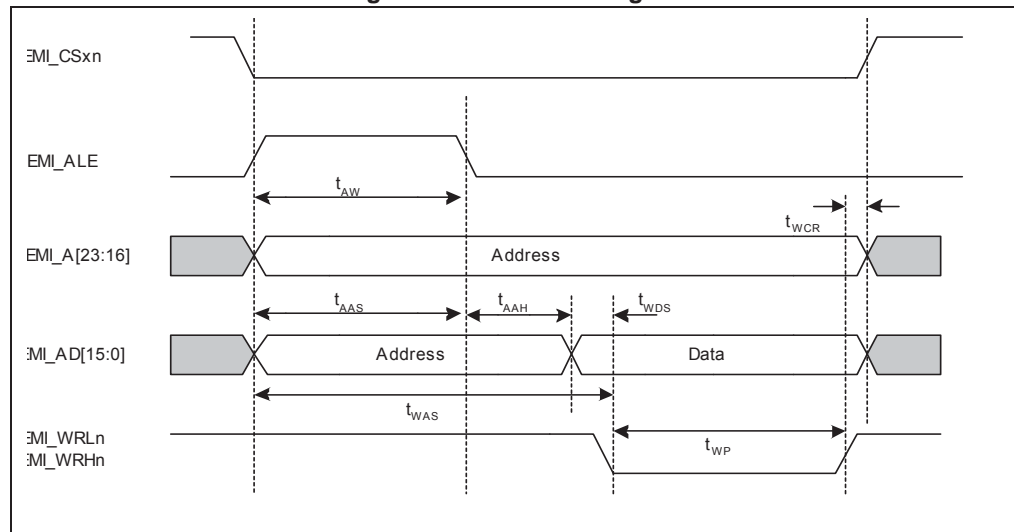 EMI_CSxn
EMI_ALE
tAW
tWCR
EMI_A[23:16]
Address
tAAS
tAAH
tWDS
EMI_AD[15:0]
Address
Data
tWAS
EMI_WRLn
EMI_WRHn
tWP